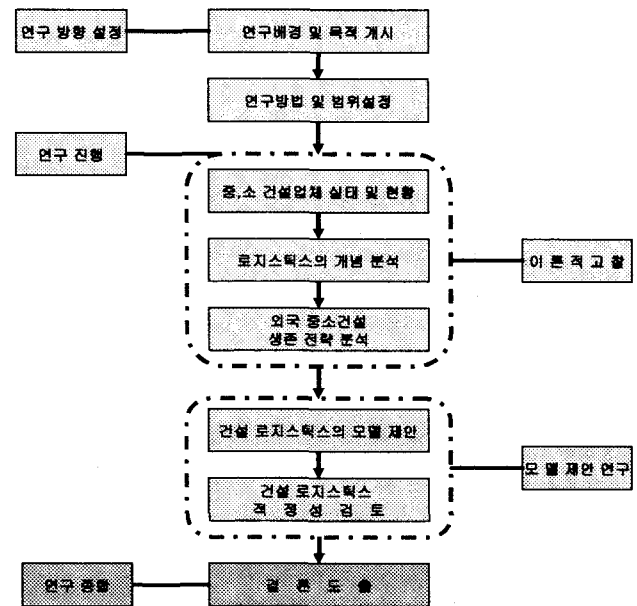 연구 방향 설정
연구배경 및 목적 개시
연구방법 및 범위설정
연구 진행
중,소 건설업체 실태 및 현황
로지스틱스의 개념 분석
이 론 적 고 찰
외국 중소건설
생존 전략 분석
건설 로지스틱스의 모델 제안
모 델 제안 연구
건설 로지스틱스
적 정 성 검 토
연구 종합
결 론 도 출